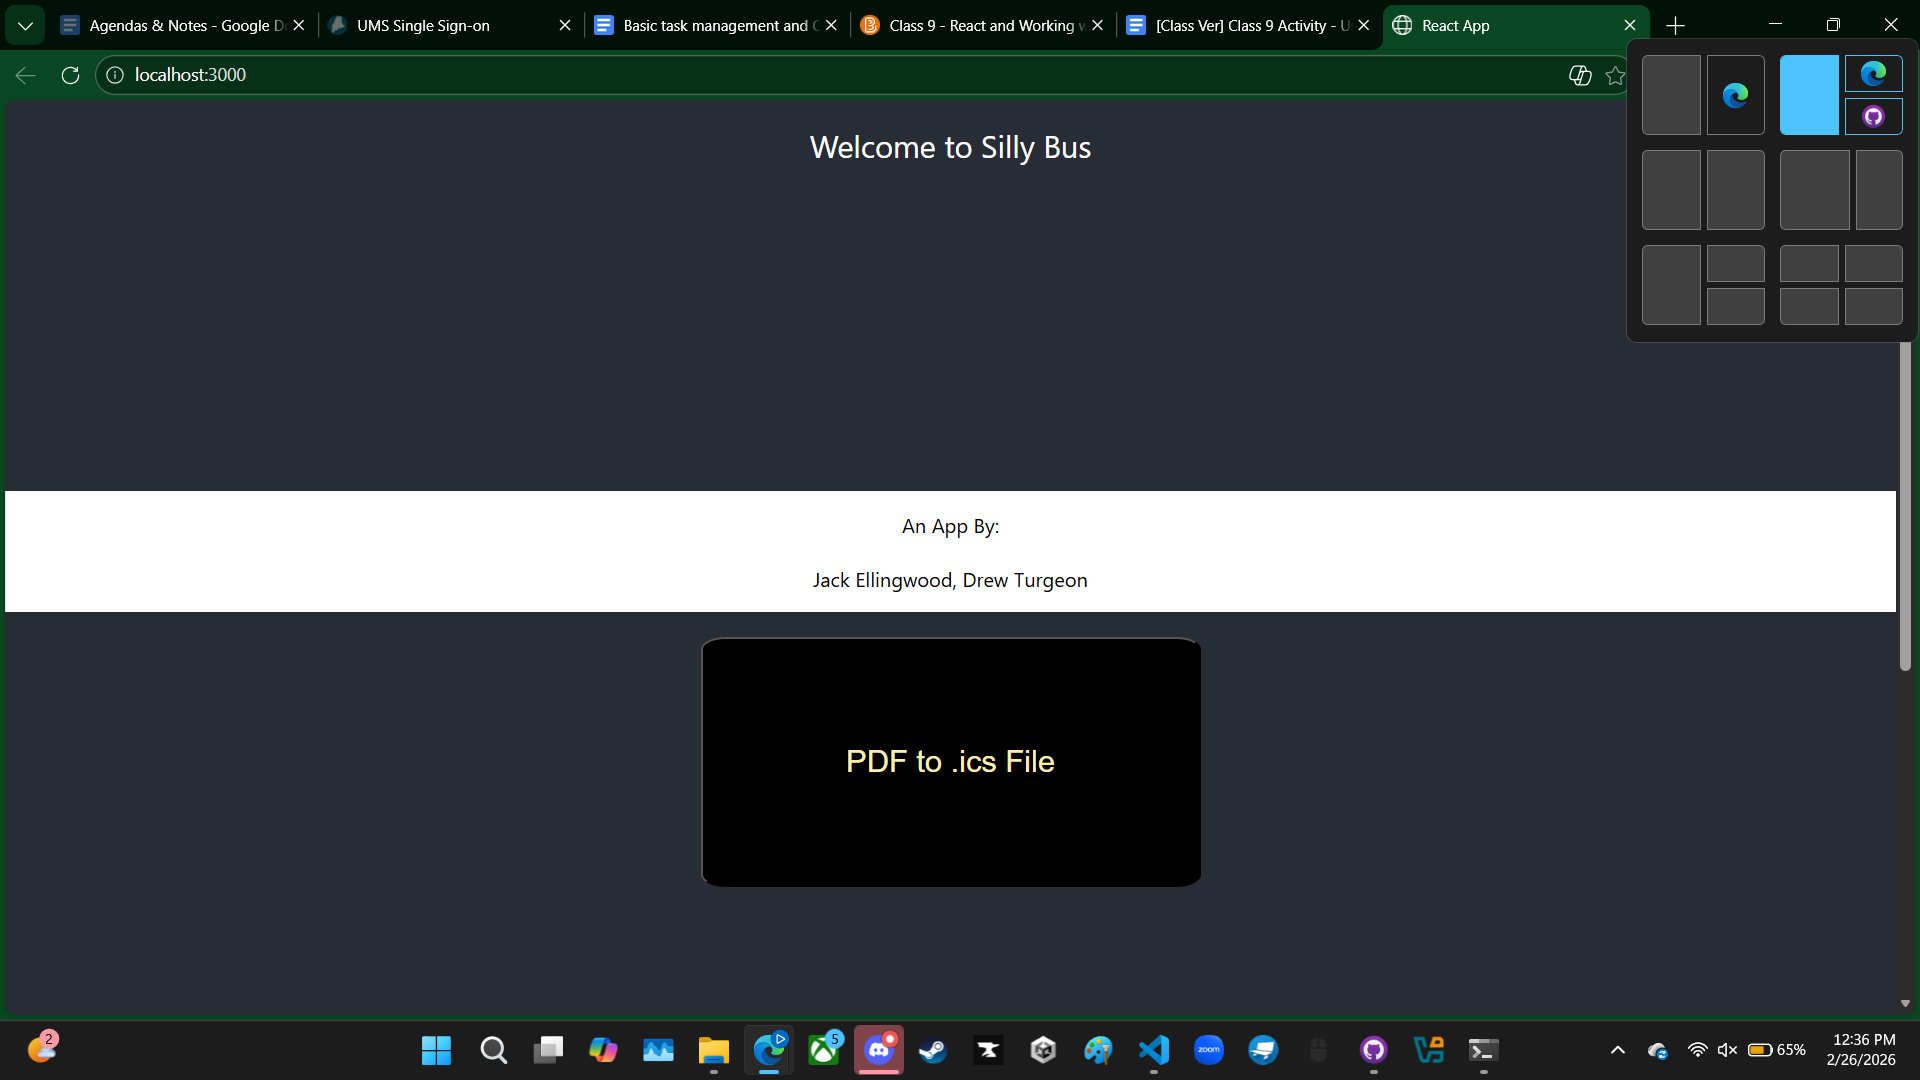 Agendas & Notes - Google D
UMS Single Sign-on
Basic task management and
Class 9 - React and Working
[Class Ver] Class 9 Activity - U
React App
localhost:3000
Welcome to Silly Bus
An App By:
Jack Ellingwood, Drew Turgeon
PDF to .ics File
2
5
zoom
65%
12:36 PM
2/26/2026